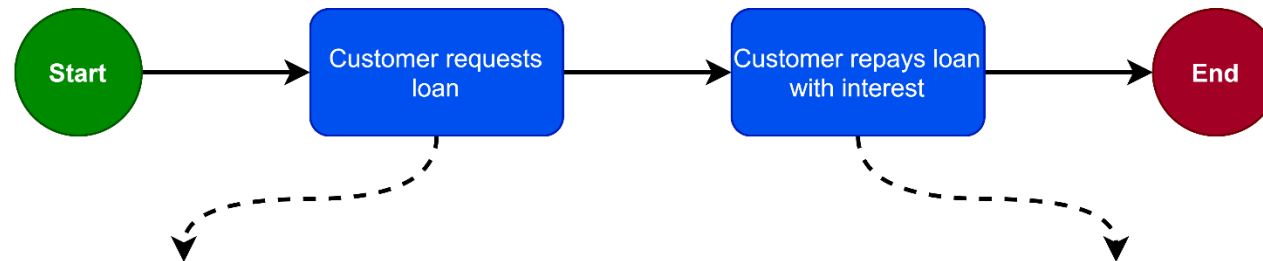 Start
Customer requests
loan
Customer repays loan
with interest
End